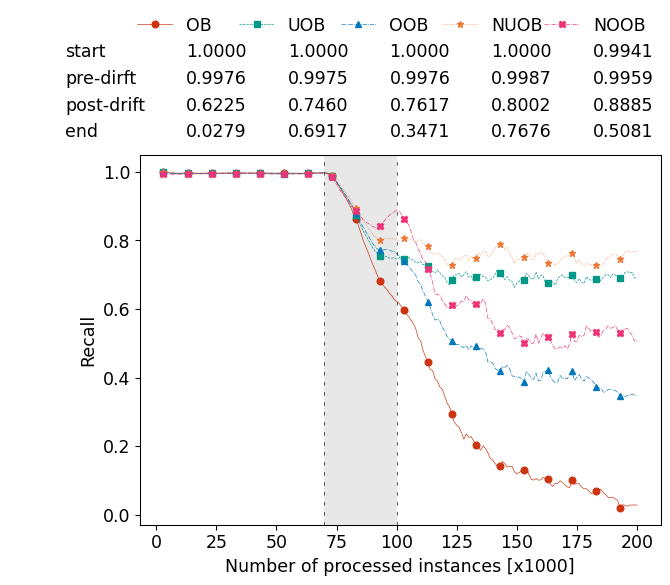 OB UOB OOB NUOB NOOB
start 1.0000 1.0000 1.0000 1.0000 0.9941
pre-dirft 0.9976 0.9975 0.9976 0.9987 0.9959
post-drift 0.6225 0.7460 0.7617 0.8002 0.8885
end 0.0279 0.6917 0.3471 0.7676 0.5081
1.0
0.8
0.6
0.4
0.2
0.0
Recall
0 25 50 75 100 125 150 175 200
Number of processed instances [x1000]